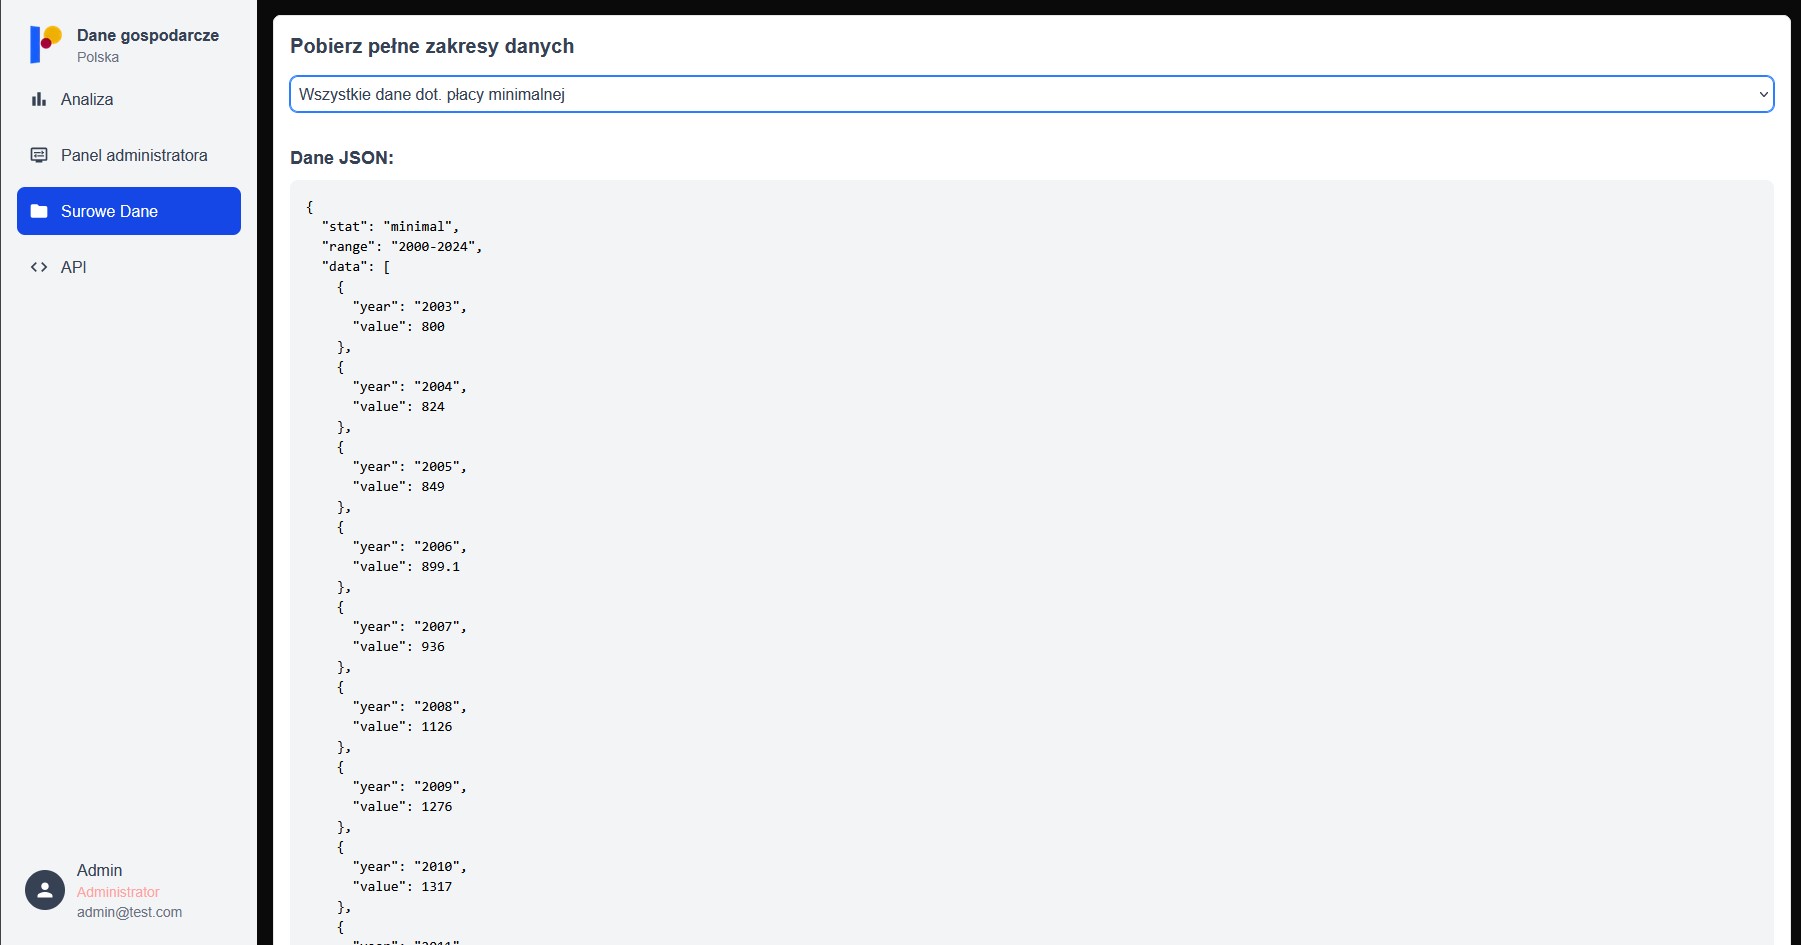 Dane gospodarcze
Polska
Analiza
Panel administratora
Surowe Dane
API
Admin
Administrator
admin@test.com
Pobierz pełne zakresy danych
Wszystkie dane dot. płacy minimalnej
Dane JSON:
{
"stat": "minimal",
"range": "2000-2024",
"data": [
{
"year": "2003",
"value": 800
},
{
"year": "2004",
"value": 824
},
{
"year": "2005",
"value": 849
},
{
"year": "2006",
"value": 899.1
},
{
"year": "2007",
"value": 936
},
{
"year": "2008",
"value": 1126
},
{
"year": "2009",
"value": 1276
},
{
"year": "2010",
"value": 1317
},
{
"year": "2011"